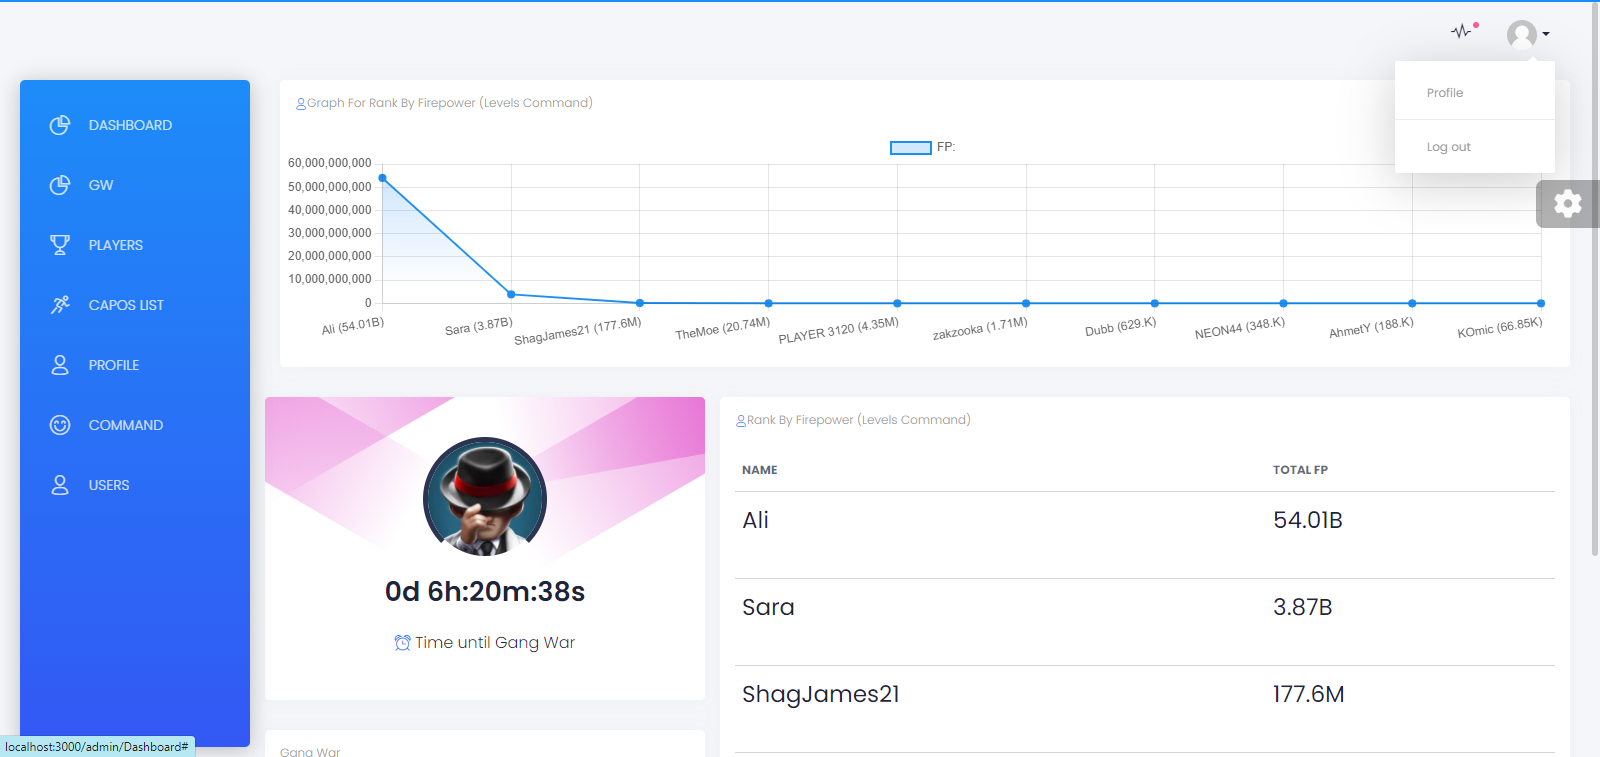 Profile
Log out
DASHBOARD
GW
PLAYERS
CAPOS LIST
PROFILE
COMMAND
USERS
Graph For Rank By Firepower (Levels Command)
FP:
60,000,000,000
50,000,000,000
40,000,000,000
30,000,000,000
20,000,000,000
10,000,000,000
0
Ali (54.01B)
Sara (3.87B)
ShagJames21 (177.6M)
TheMoe (20.74M)
PLAYER 3120 (4.35M)
zakzooka (1.71M)
Dubb (629.K)
NEON44 (348.K)
AhmetY (188.K)
KOmic (66.85K)
0d 6h:20m:38s
Time until Gang War
Gang War
Rank By Firepower (Levels Command)
NAME TOTAL FP
Ali 54.01B
Sara 3.87B
ShagJames21 177.6M
localhost:3000/admin/Dashboard#